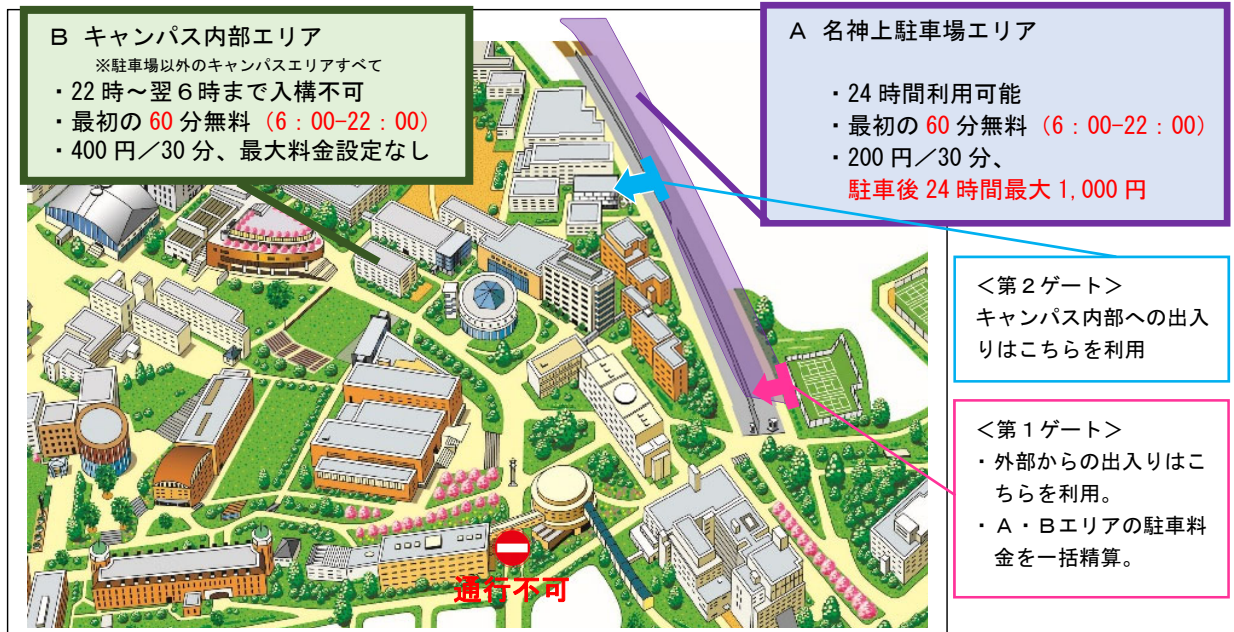 B キャンパス内部エリア
※駐車場以外のキャンパスエリアすべて
・22時~翌6時まで入構不可
・最初の60分無料(6:00-22:00)
・400円/30分、最大料金設定なし
A 名神上駐車場エリア
・24時間利用可能
・最初の60分無料(6:00-22:00)
・200円/30分、
駐車後24時間最大1,000円
<第2ゲート>
キャンパス内部への出入
りはこちらを利用
<第1ゲート>
・外部からの出入りはこ
ちらを利用。
・A・Bエリアの駐車料
金を一括精算。
通行不可